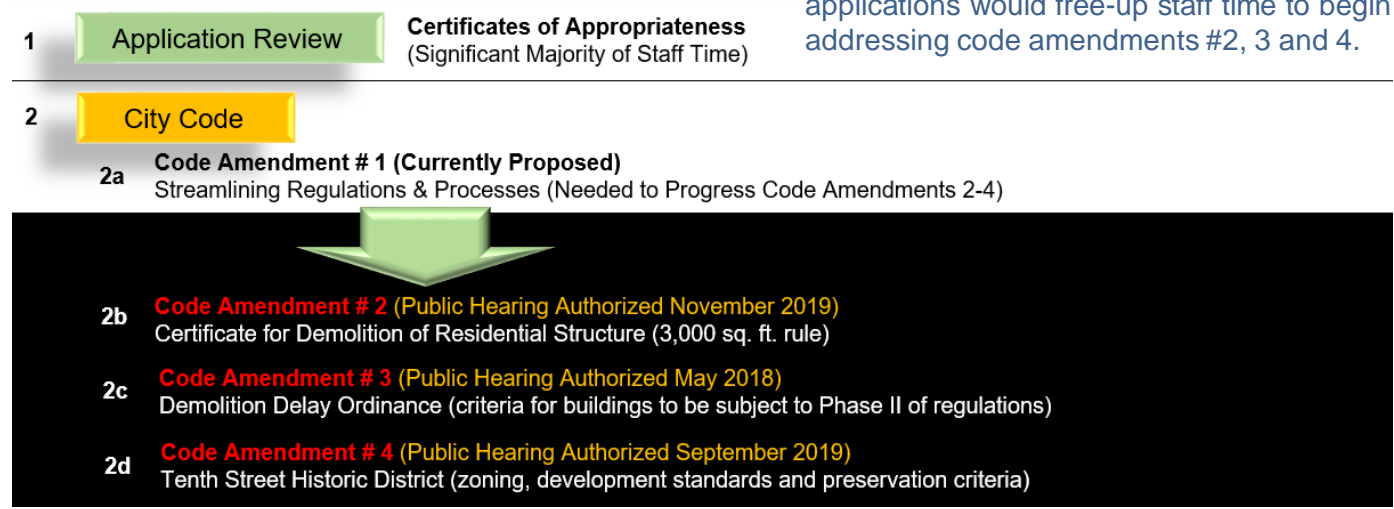 applications would free-up staff time to begin
addressing code amendments #2, 3 and 4.
1
Application Review
Certificates of Appropriateness
(Significant Majority of Staff Time)
2
City Code
2a
Code Amendment # 1 (Currently Proposed)
Streamlining Regulations & Processes (Needed to Progress Code Amendments 2-4)
2b
Code Amendment # 2 (Public Hearing Authorized November 2019)
Certificate for Demolition of Residential Structure (3,000 sq. ft. rule)
2c
Code Amendment # 3 (Public Hearing Authorized May 2018)
Demolition Delay Ordinance (criteria for buildings to be subject to Phase II of regulations)
2d
Code Amendment # 4 (Public Hearing Authorized September 2019)
Tenth Street Historic District (zoning, development standards and preservation criteria)